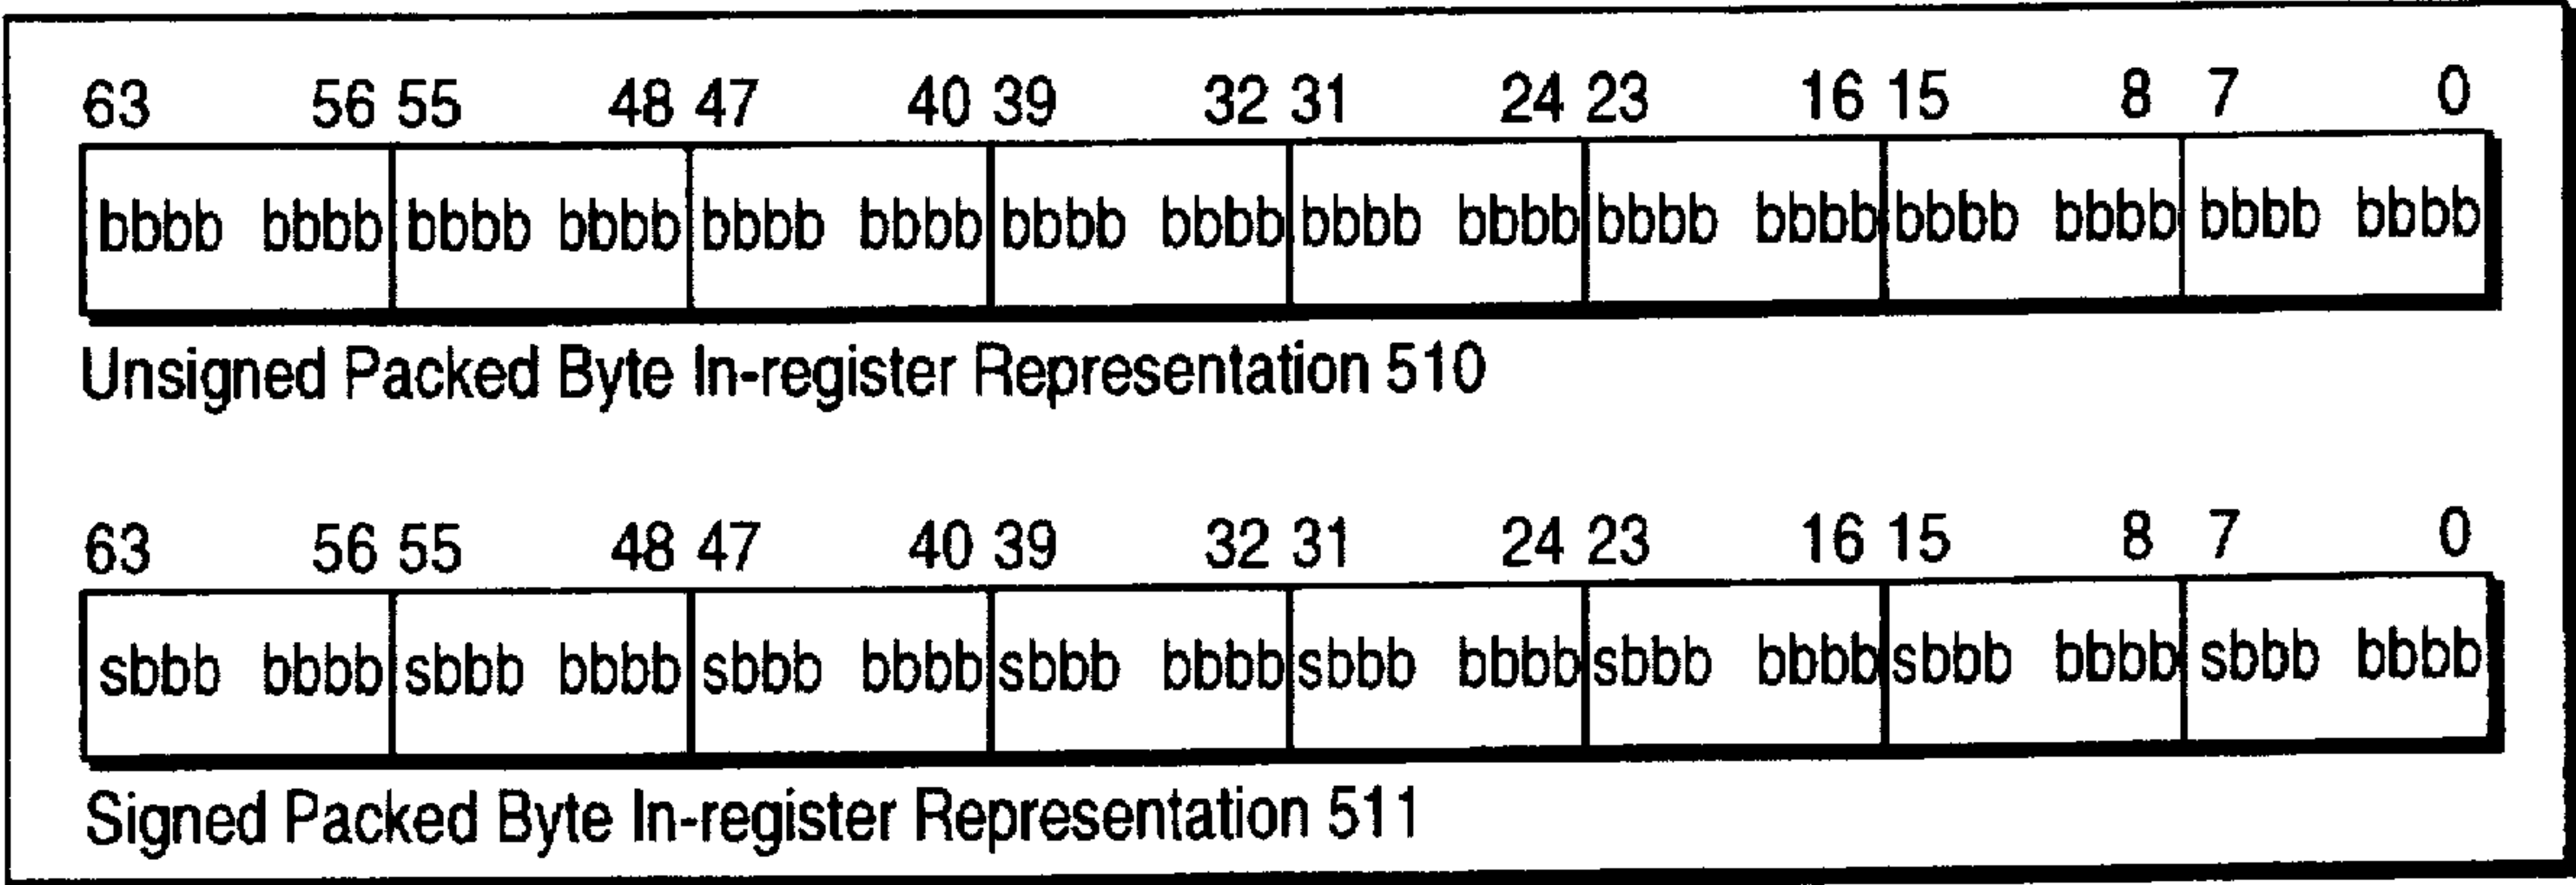 63 56 55 48 47 40 39 32 31 24 23 16 15 8 7 0
bbbb bbbb bbbb bbbb bbbb bbbb bbbb bbbb bbbb bbbb bbbb bbbb bbbb bbbb bbbb bbbb
Unsigned Packed Byte In-register Representation 510
63 56 55 48 47 40 39 32 31 24 23 16 15 8 7 0
sbbb bbbb sbbb bbbb sbbb bbbb sbbb bbbb sbbb bbbb sbbb bbbb sbbb bbbb sbbb bbbb
Signed Packed Byte In-register Representation 511